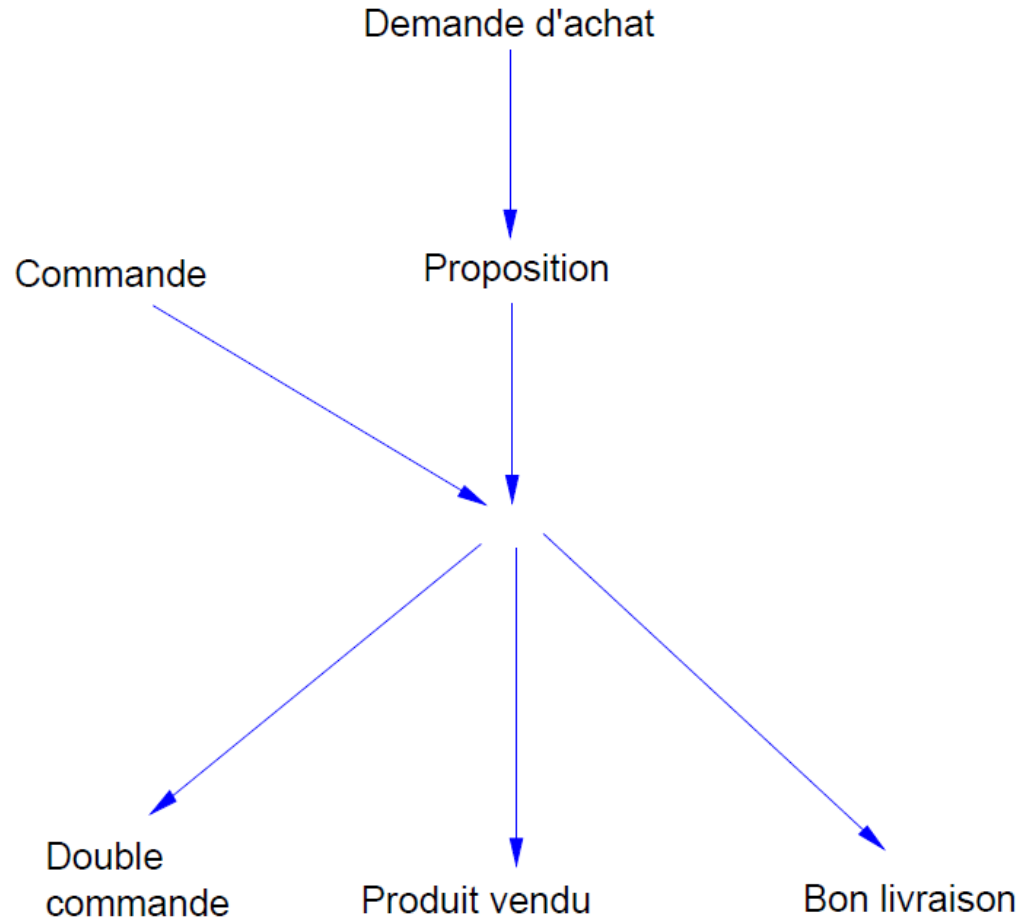 Demande d'achat
Commande
Proposition
Double
commande
Produit vendu
Bon livraison